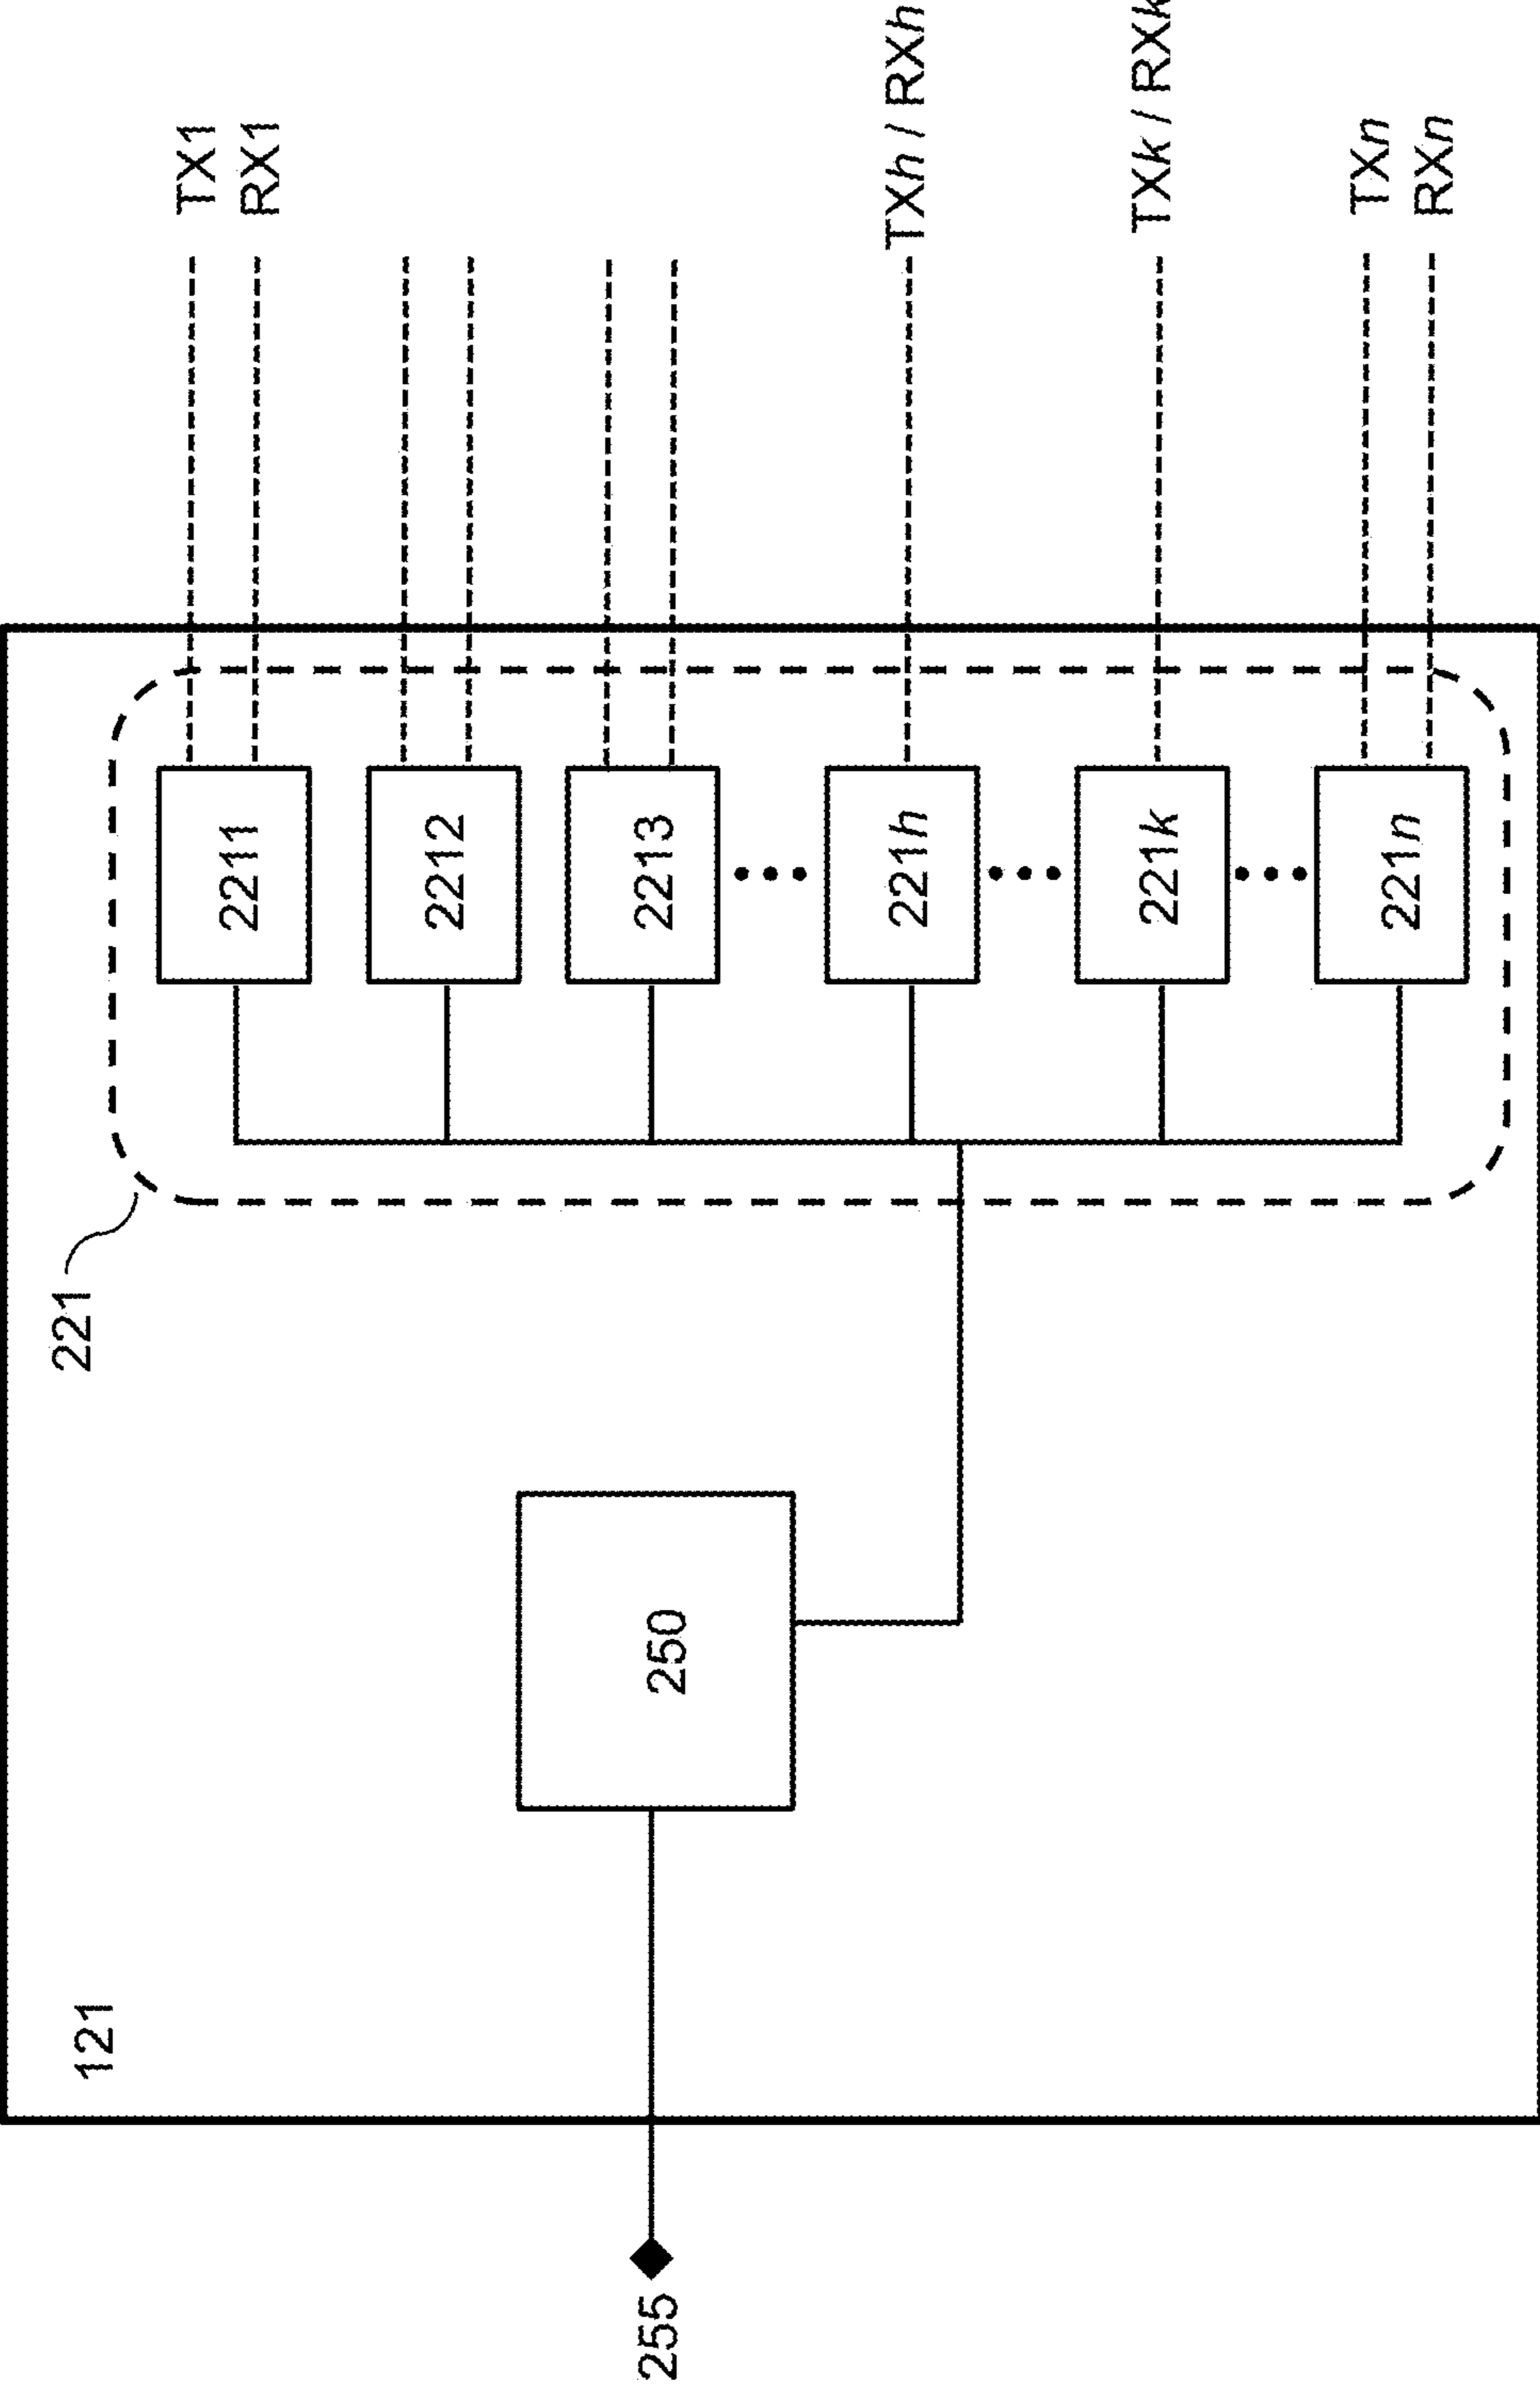 121
221
255
250
2211
2212
2213
221h
221k
221n
TX1
RX1
TXh / RXh
TXk / RXk
TXn
RXn